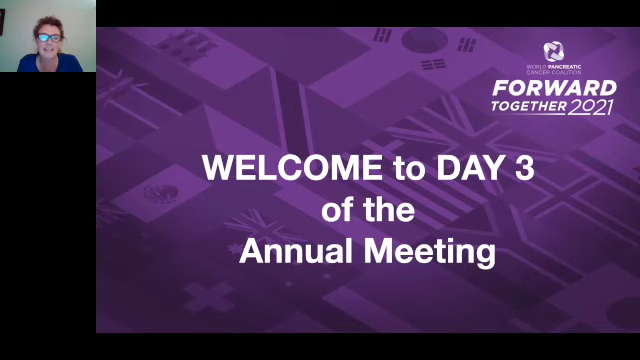 WORLD PANCREATIC
CANCER COALITION
FORWARD
TOGETHER 2021
WELCOME to DAY 3
of the
Annual Meeting